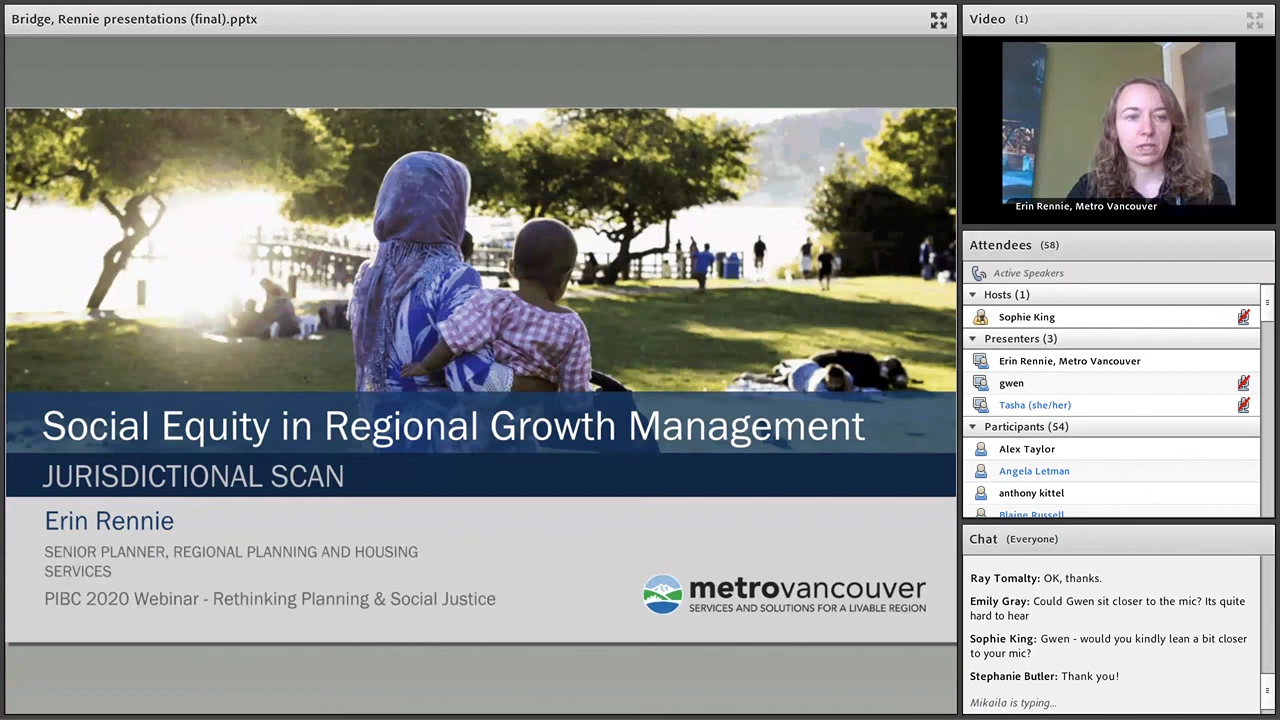 Bridge, Rennie presentations (final).pptx
Social Equity in Regional Growth Management
JURISDICTIONAL SCAN
Erin Rennie
SENIOR PLANNER, REGIONAL PLANNING AND HOUSING
SERVICES
PIBC 2020 Webinar - Rethinking Planning & Social Justice
metrovancouver
SERVICES AND SOLUTIONS FOR A LIVABLE REGION
Video (1)
Erin Rennie, Metro Vancouver
Attendees (58)
Active Speakers
Hosts (1)
Sophie King
Presenters (3)
Erin Rennie, Metro Vancouver
gwen
Tasha (she/her)
Participants (54)
Alex Taylor
Angela Letman
anthony kittel
Blaine Russell
Chat (Everyone)
Ray Tomalty: OK, thanks.
Emily Gray: Could Gwen sit closer to the mic? Its quite
hard to hear
Sophie King: Gwen - would you kindly lean a bit closer
to your mic?
Stephanie Butler: Thank you!
Mikaila is typing...